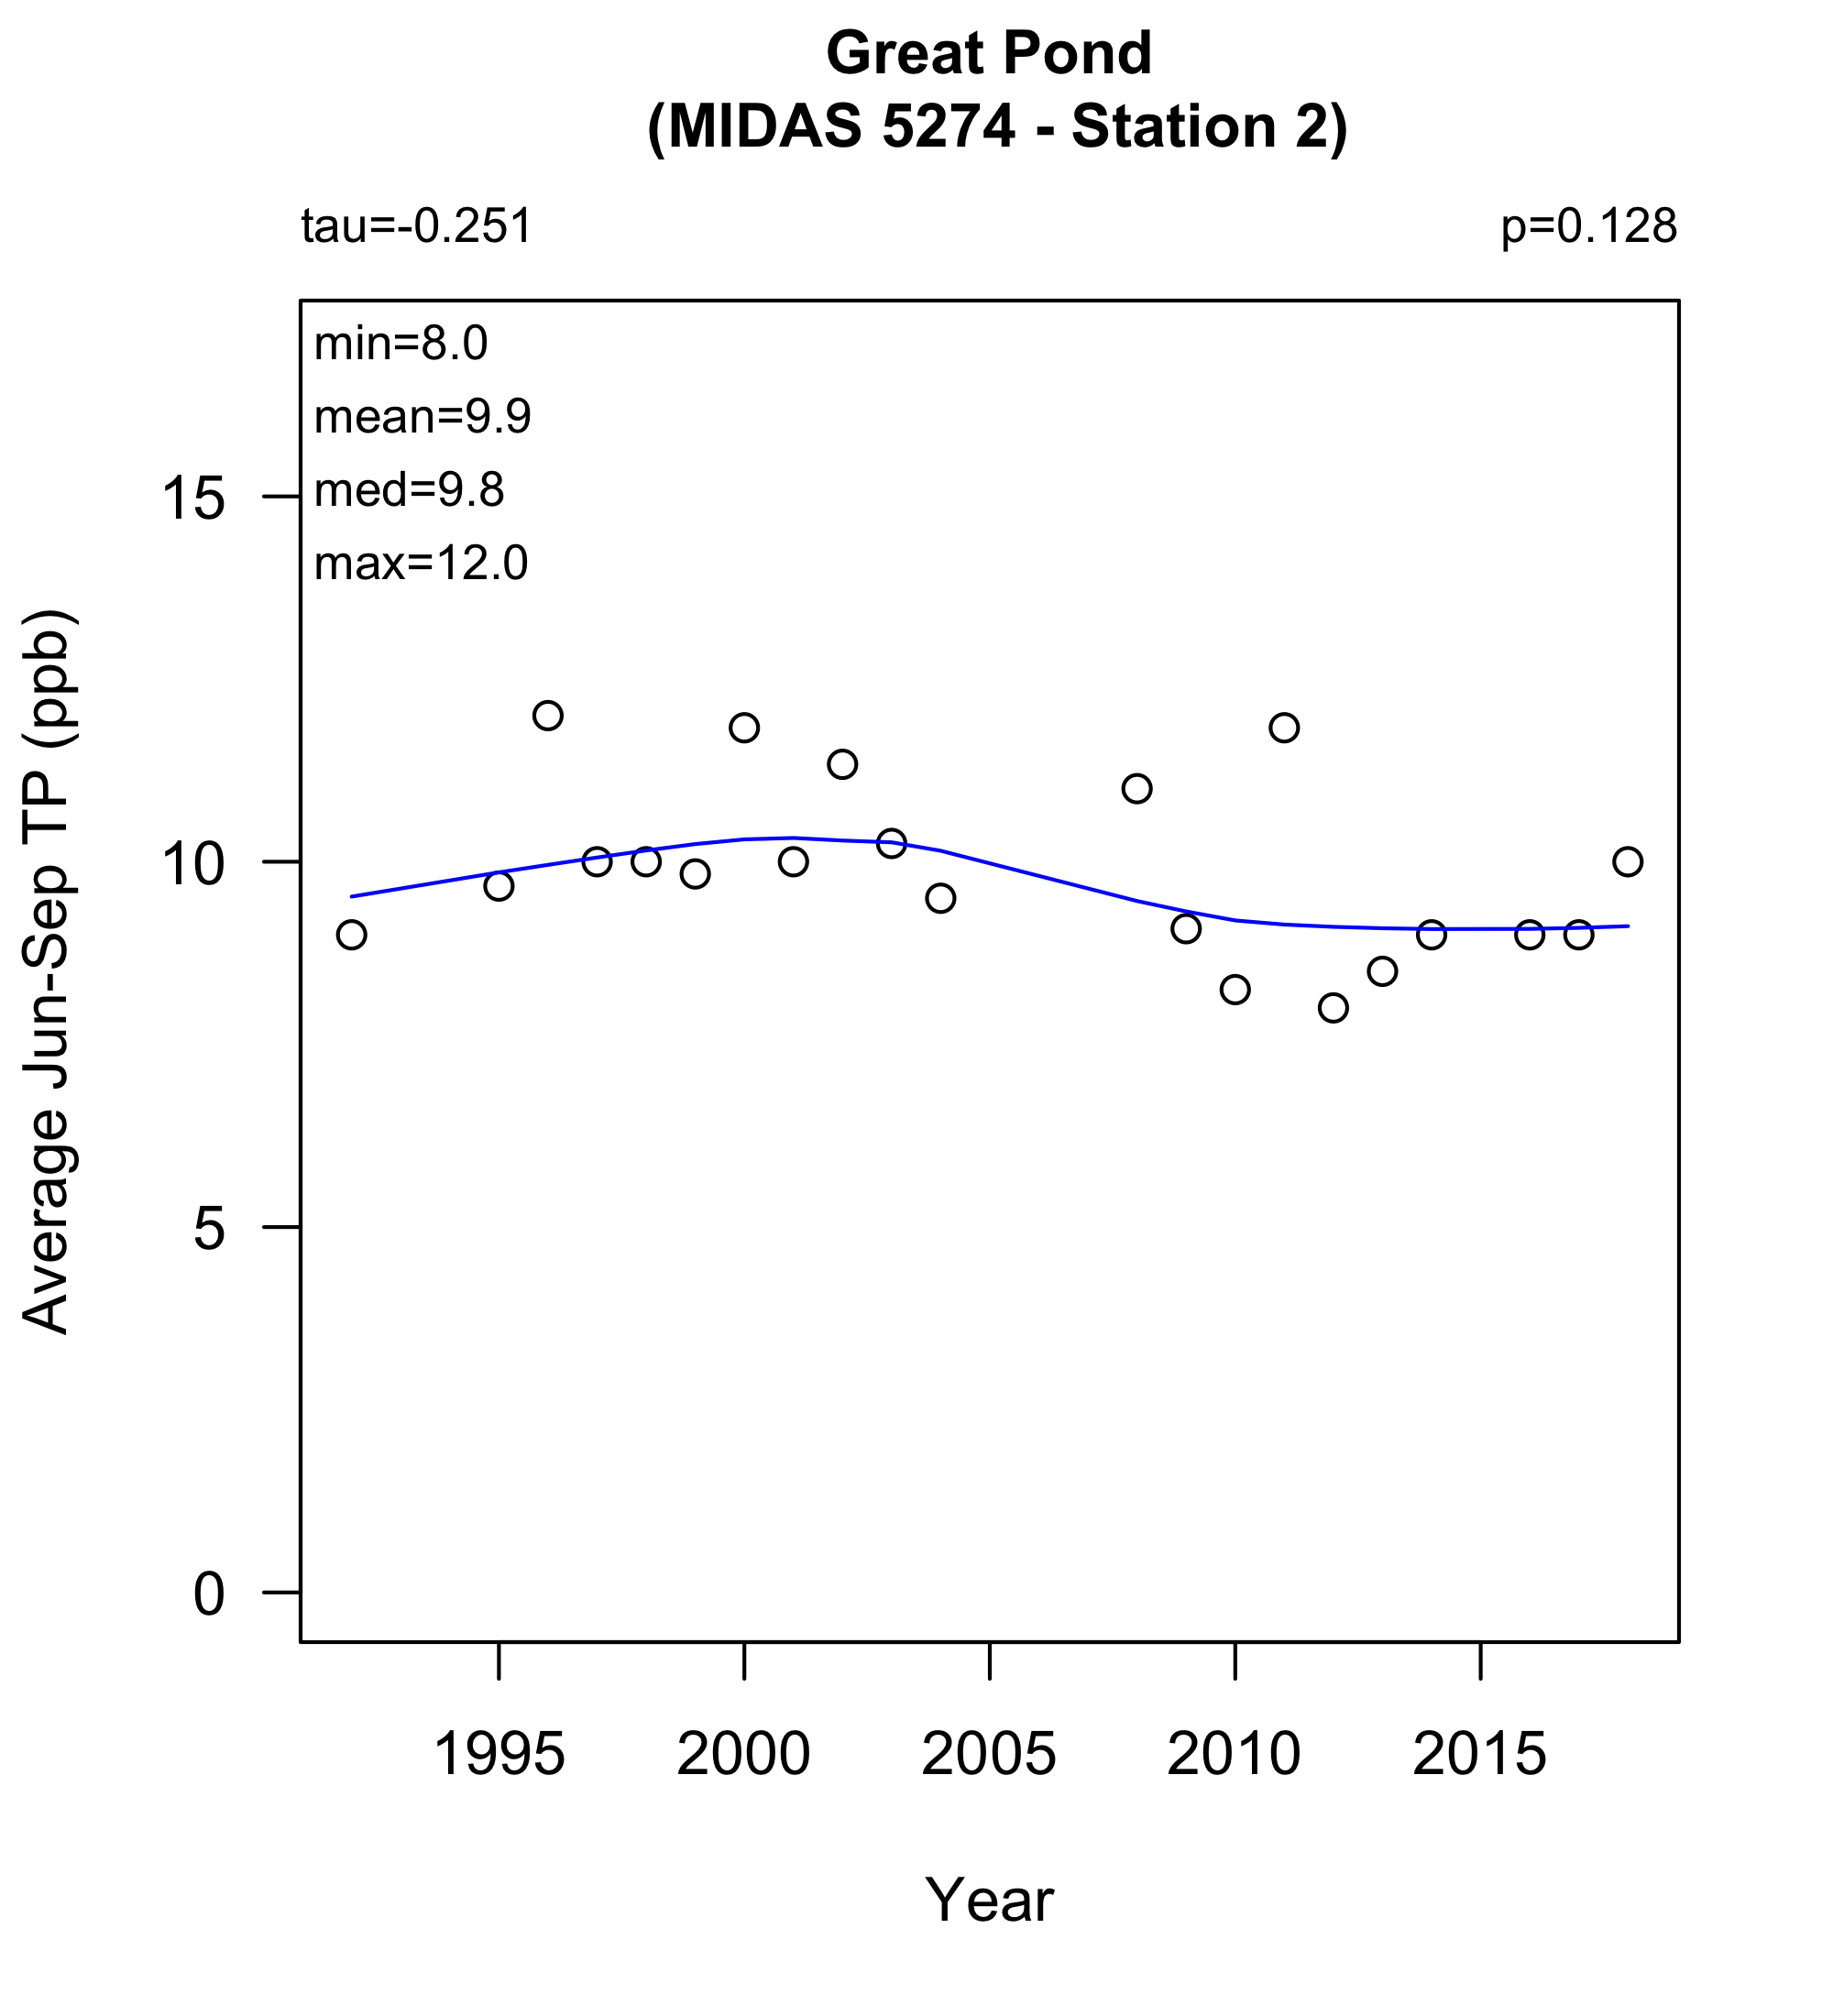 Great Pond
(MIDAS 5274 - Station 2)
tau=-0.251
p=0.128
min=8.0
mean=9.9
med=9.8
max=12.0
Average Jun-Sep TP (ppb)
15
10
5
0
1995 2000 2005 2010 2015
Year